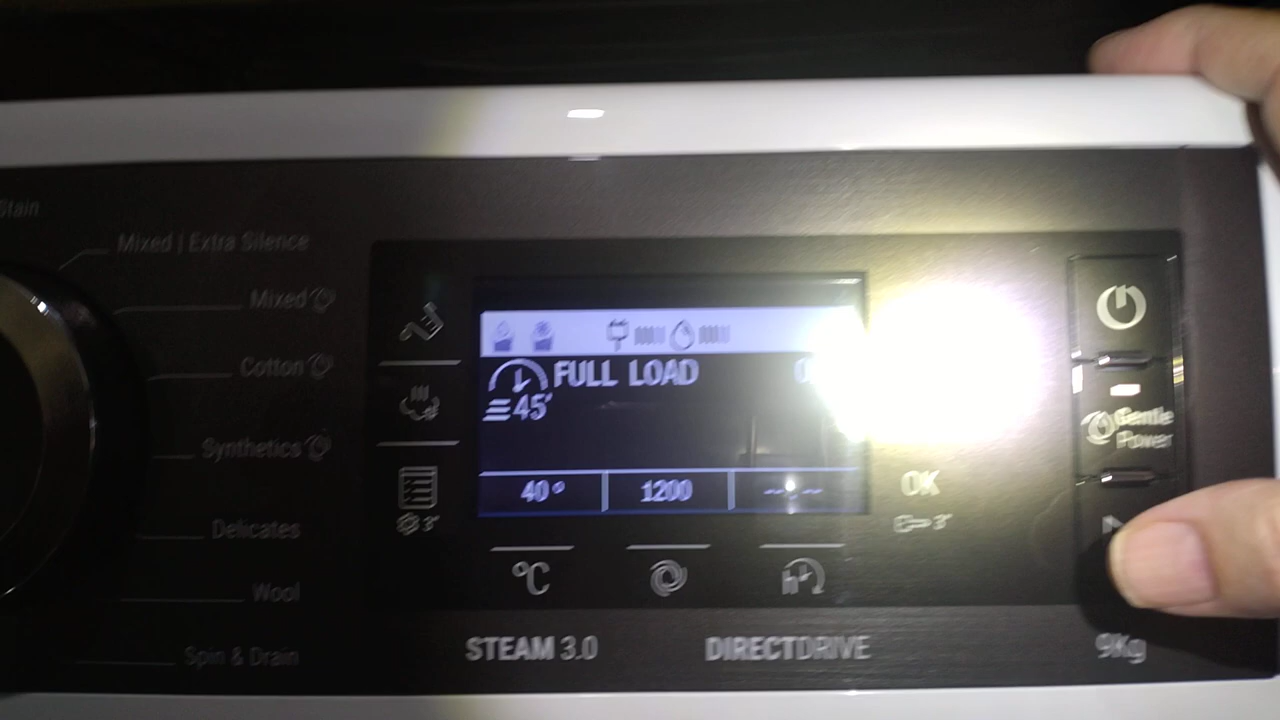 Stain
Mixed | Extra Silence
Mixed
Cotton
Synthetics
Delicates
Wool
Spin & Drain
3"
FULL LOAD
45'
40°
1200
--:--
°C
h
OK
3"
Gentle
Power
STEAM 3.0
DIRECTDRIVE
9Kg